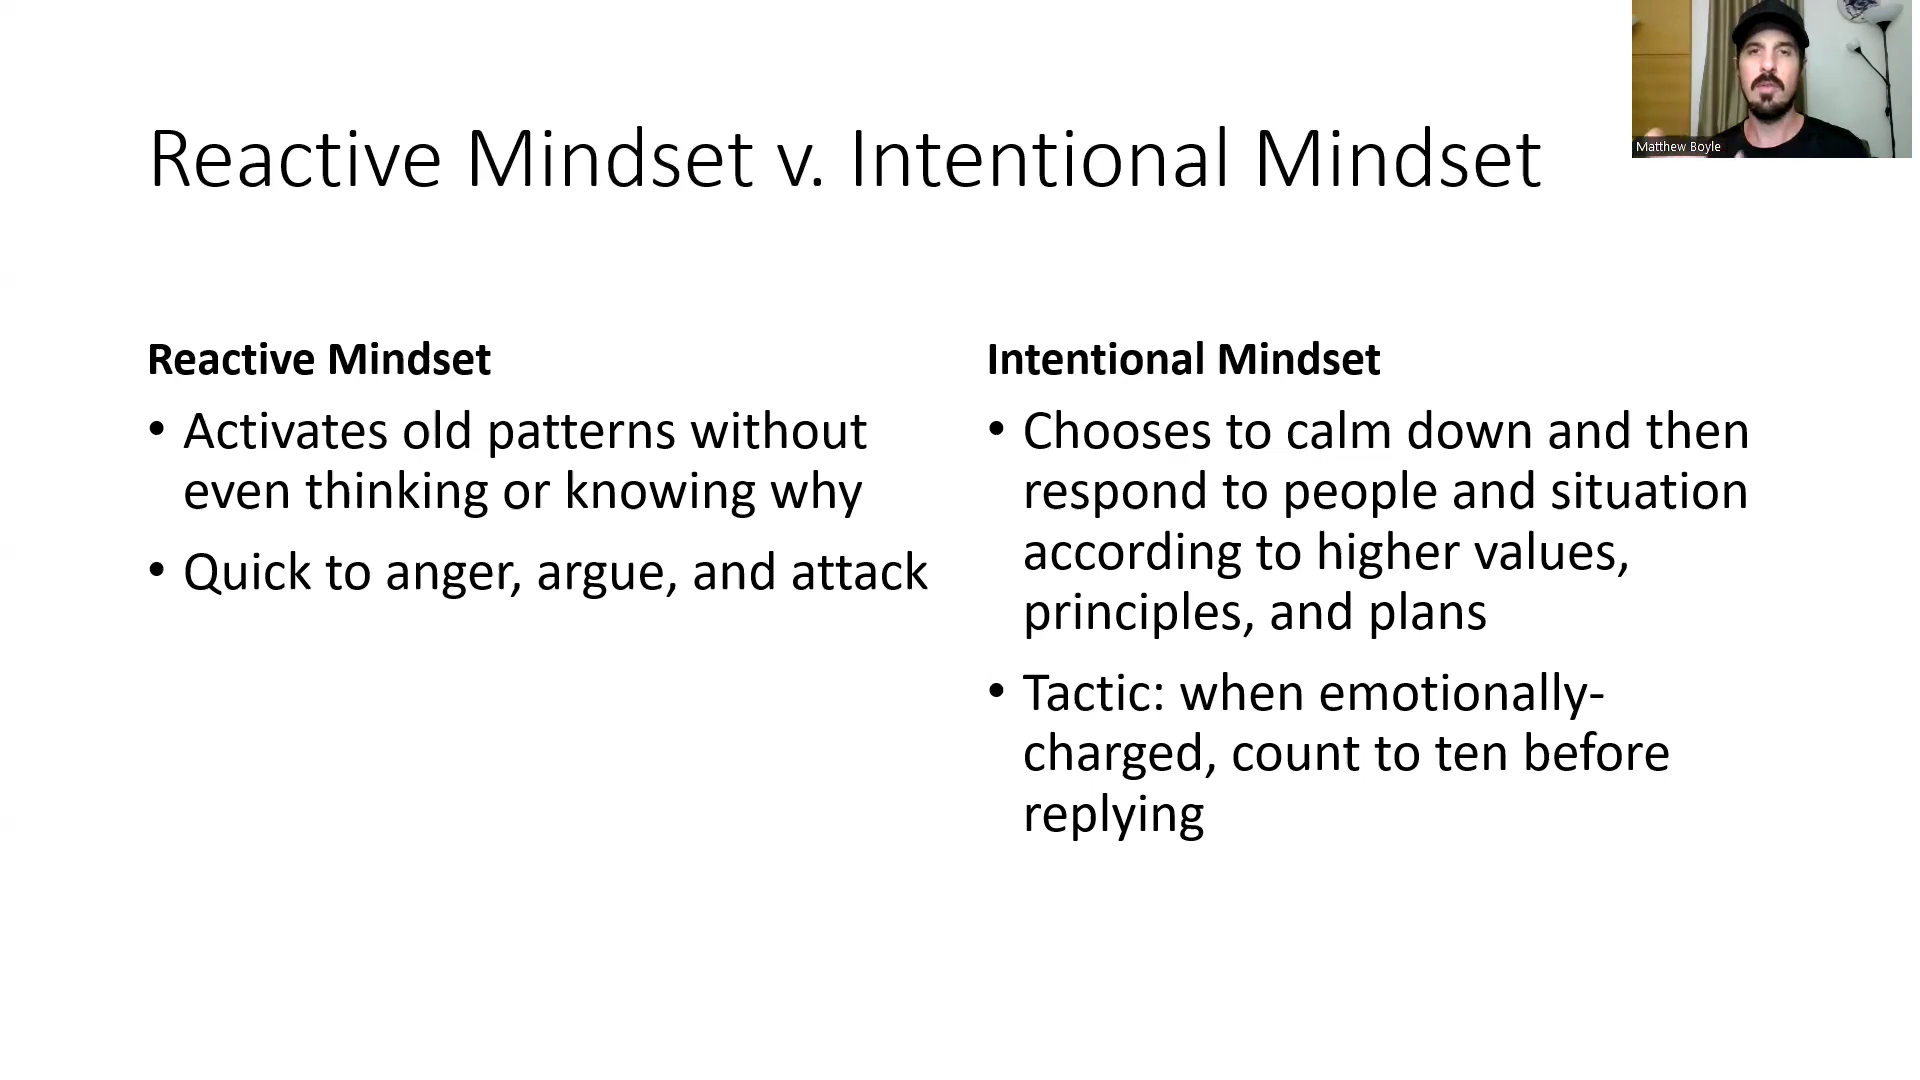 Reactive Mindset v. Intentional Mindset
Matthew Boyle
Reactive Mindset
• Activates old patterns without
even thinking or knowing why
• Quick to anger, argue, and attack
Intentional Mindset
• Chooses to calm down and then
respond to people and situation
according to higher values,
principles, and plans
• Tactic: when emotionally-
charged, count to ten before
replying